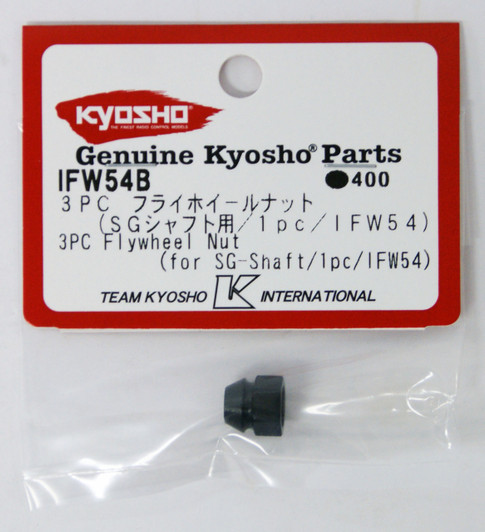 KYOSHO
THE FINEST RADIO CONTROL MODELS
Genuine Kyosho® Parts
IFW54B ●400
3PC フライホイールナット
(SGシャフト用/1pc/IFW54)
3PC Flywheel Nut
(for SG-Shaft/1pc/IFW54)
TEAM KYOSHO K INTERNATIONAL